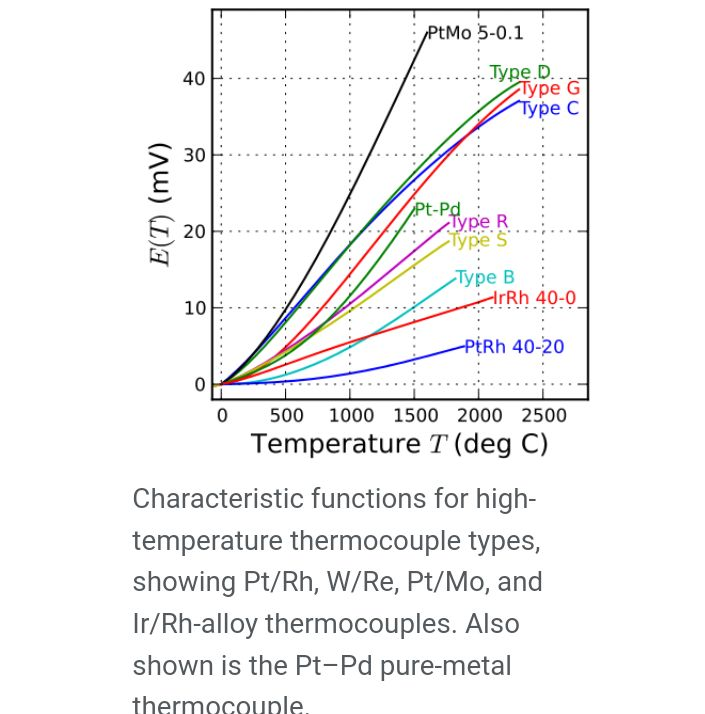 PtMo 5-0.1
Type D
Type G
Type C
Pt-Pd
Type R
Type S
Type B
IrRh 40-0
PtRh 40-20
40
30
20
10
0
E(T) (mV)
0 500 1000 1500 2000 2500
Temperature T (deg C)
Characteristic functions for high-
temperature thermocouple types,
showing Pt/Rh, W/Re, Pt/Mo, and
Ir/Rh-alloy thermocouples. Also
shown is the Pt–Pd pure-metal
thermocouple.